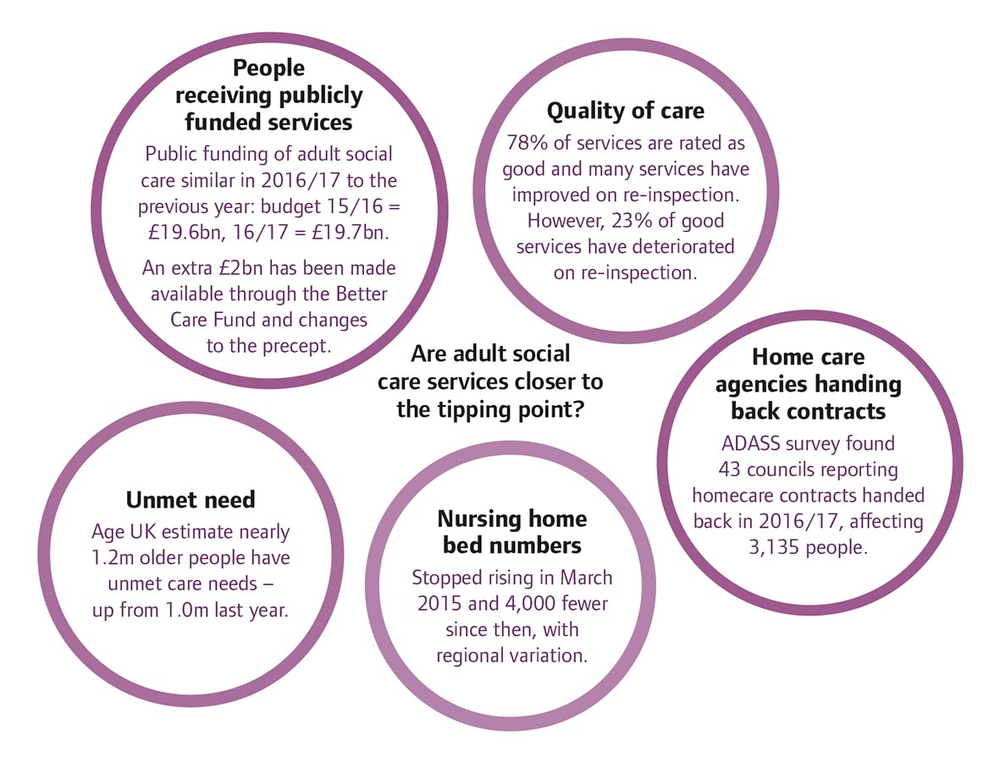 People
receiving publicly
funded services
Public funding of adult social
care similar in 2016/17 to the
previous year: budget 15/16 =
£19.6bn, 16/17 = £19.7bn.
An extra £2bn has been made
available through the Better
Care Fund and changes
to the precept.
Quality of care
78% of services are rated as
good and many services have
improved on re-inspection.
However, 23% of good
services have deteriorated
on re-inspection.
Are adult social
care services closer to
the tipping point?
Home care
agencies handing
back contracts
ADASS survey found
43 councils reporting
homecare contracts handed
back in 2016/17, affecting
3,135 people.
Unmet need
Age UK estimate nearly
1.2m older people have
unmet care needs –
up from 1.0m last year.
Nursing home
bed numbers
Stopped rising in March
2015 and 4,000 fewer
since then, with
regional variation.